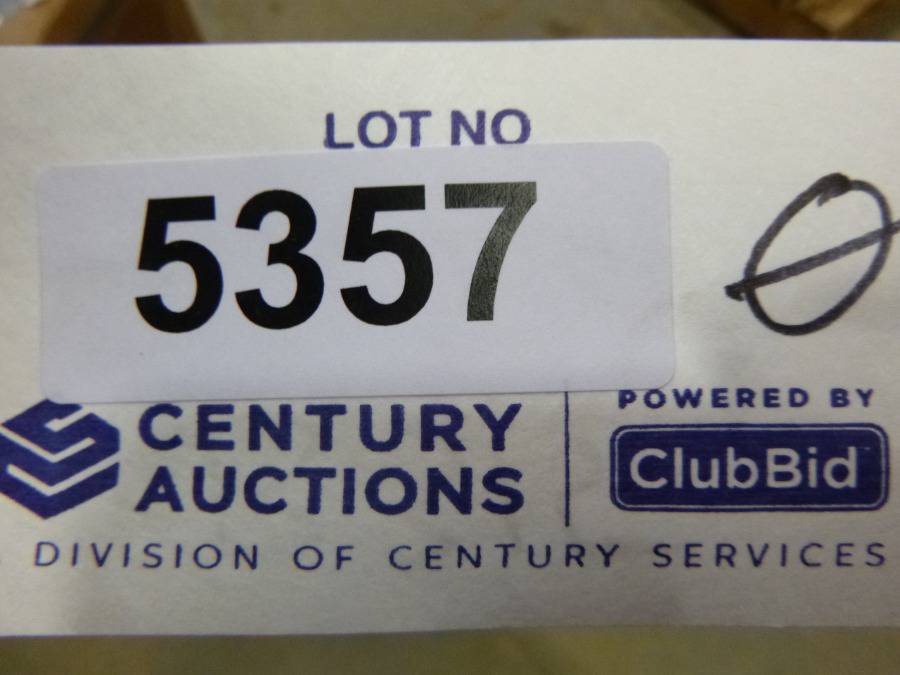 LOT NO
5357
Ø
CENTURY
AUCTIONS
POWERED BY
ClubBid
DIVISION OF CENTURY SERVICES